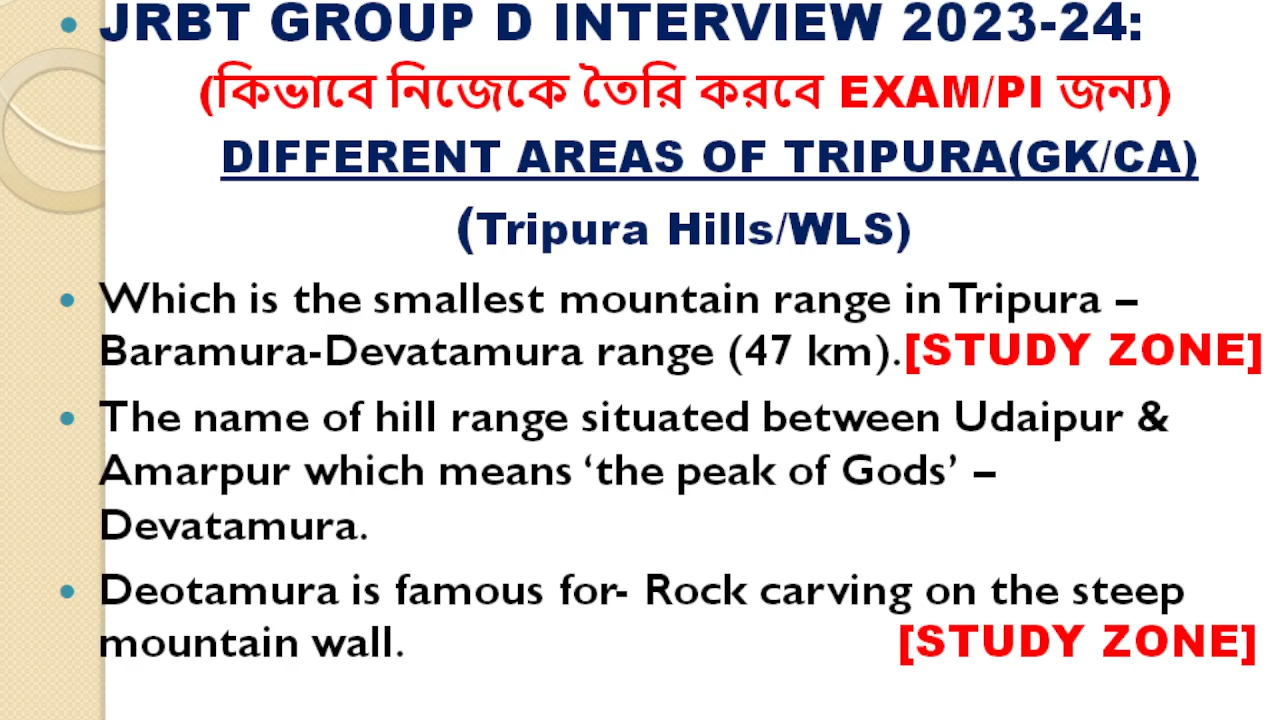 • JRBT GROUP D INTERVIEW 2023-24:
(কিভাবে নিজেকে তৈরি করবে EXAM/PI জন্য)
DIFFERENT AREAS OF TRIPURA(GK/CA)
(Tripura Hills/WLS)
• Which is the smallest mountain range in Tripura –
Baramura-Devatamura range (47 km).[STUDY ZONE]
• The name of hill range situated between Udaipur &
Amarpur which means ‘the peak of Gods’ –
Devatamura.
• Deotamura is famous for- Rock carving on the steep
mountain wall. [STUDY ZONE]